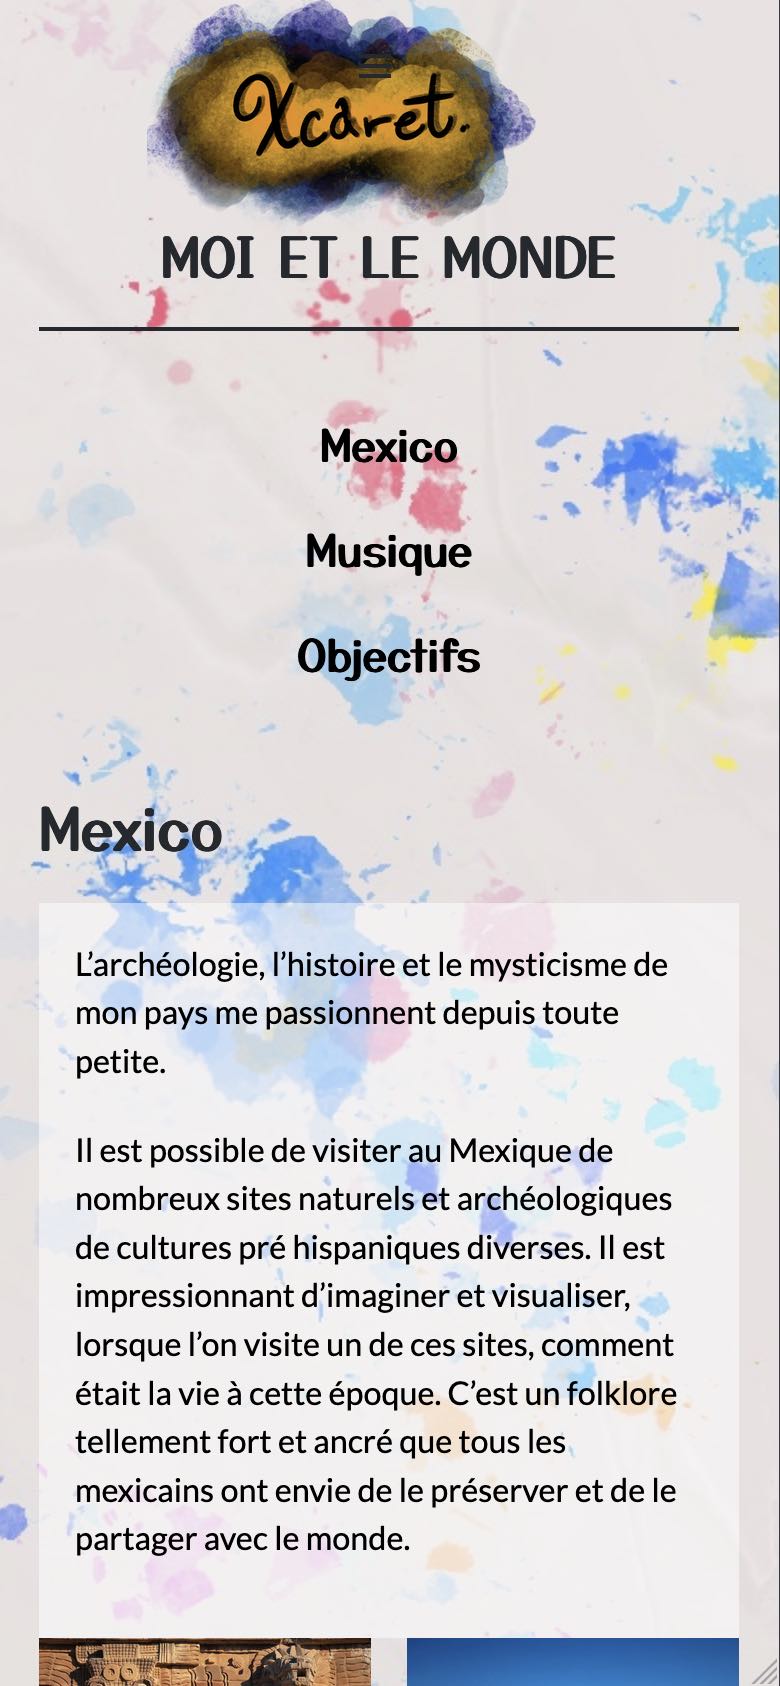 Xcaret.
MOI ET LE MONDE
Mexico
Musique
Objectifs
Mexico
L’archéologie, l’histoire et le mysticisme de
mon pays me passionnent depuis toute
petite.
Il est possible de visiter au Mexique de
nombreux sites naturels et archéologiques
de cultures pré hispaniques diverses. Il est
impressionnant d’imaginer et visualiser,
lorsque l’on visite un de ces sites, comment
était la vie à cette époque. C’est un folklore
tellement fort et ancré que tous les
mexicains ont envie de le préserver et de le
partager avec le monde.